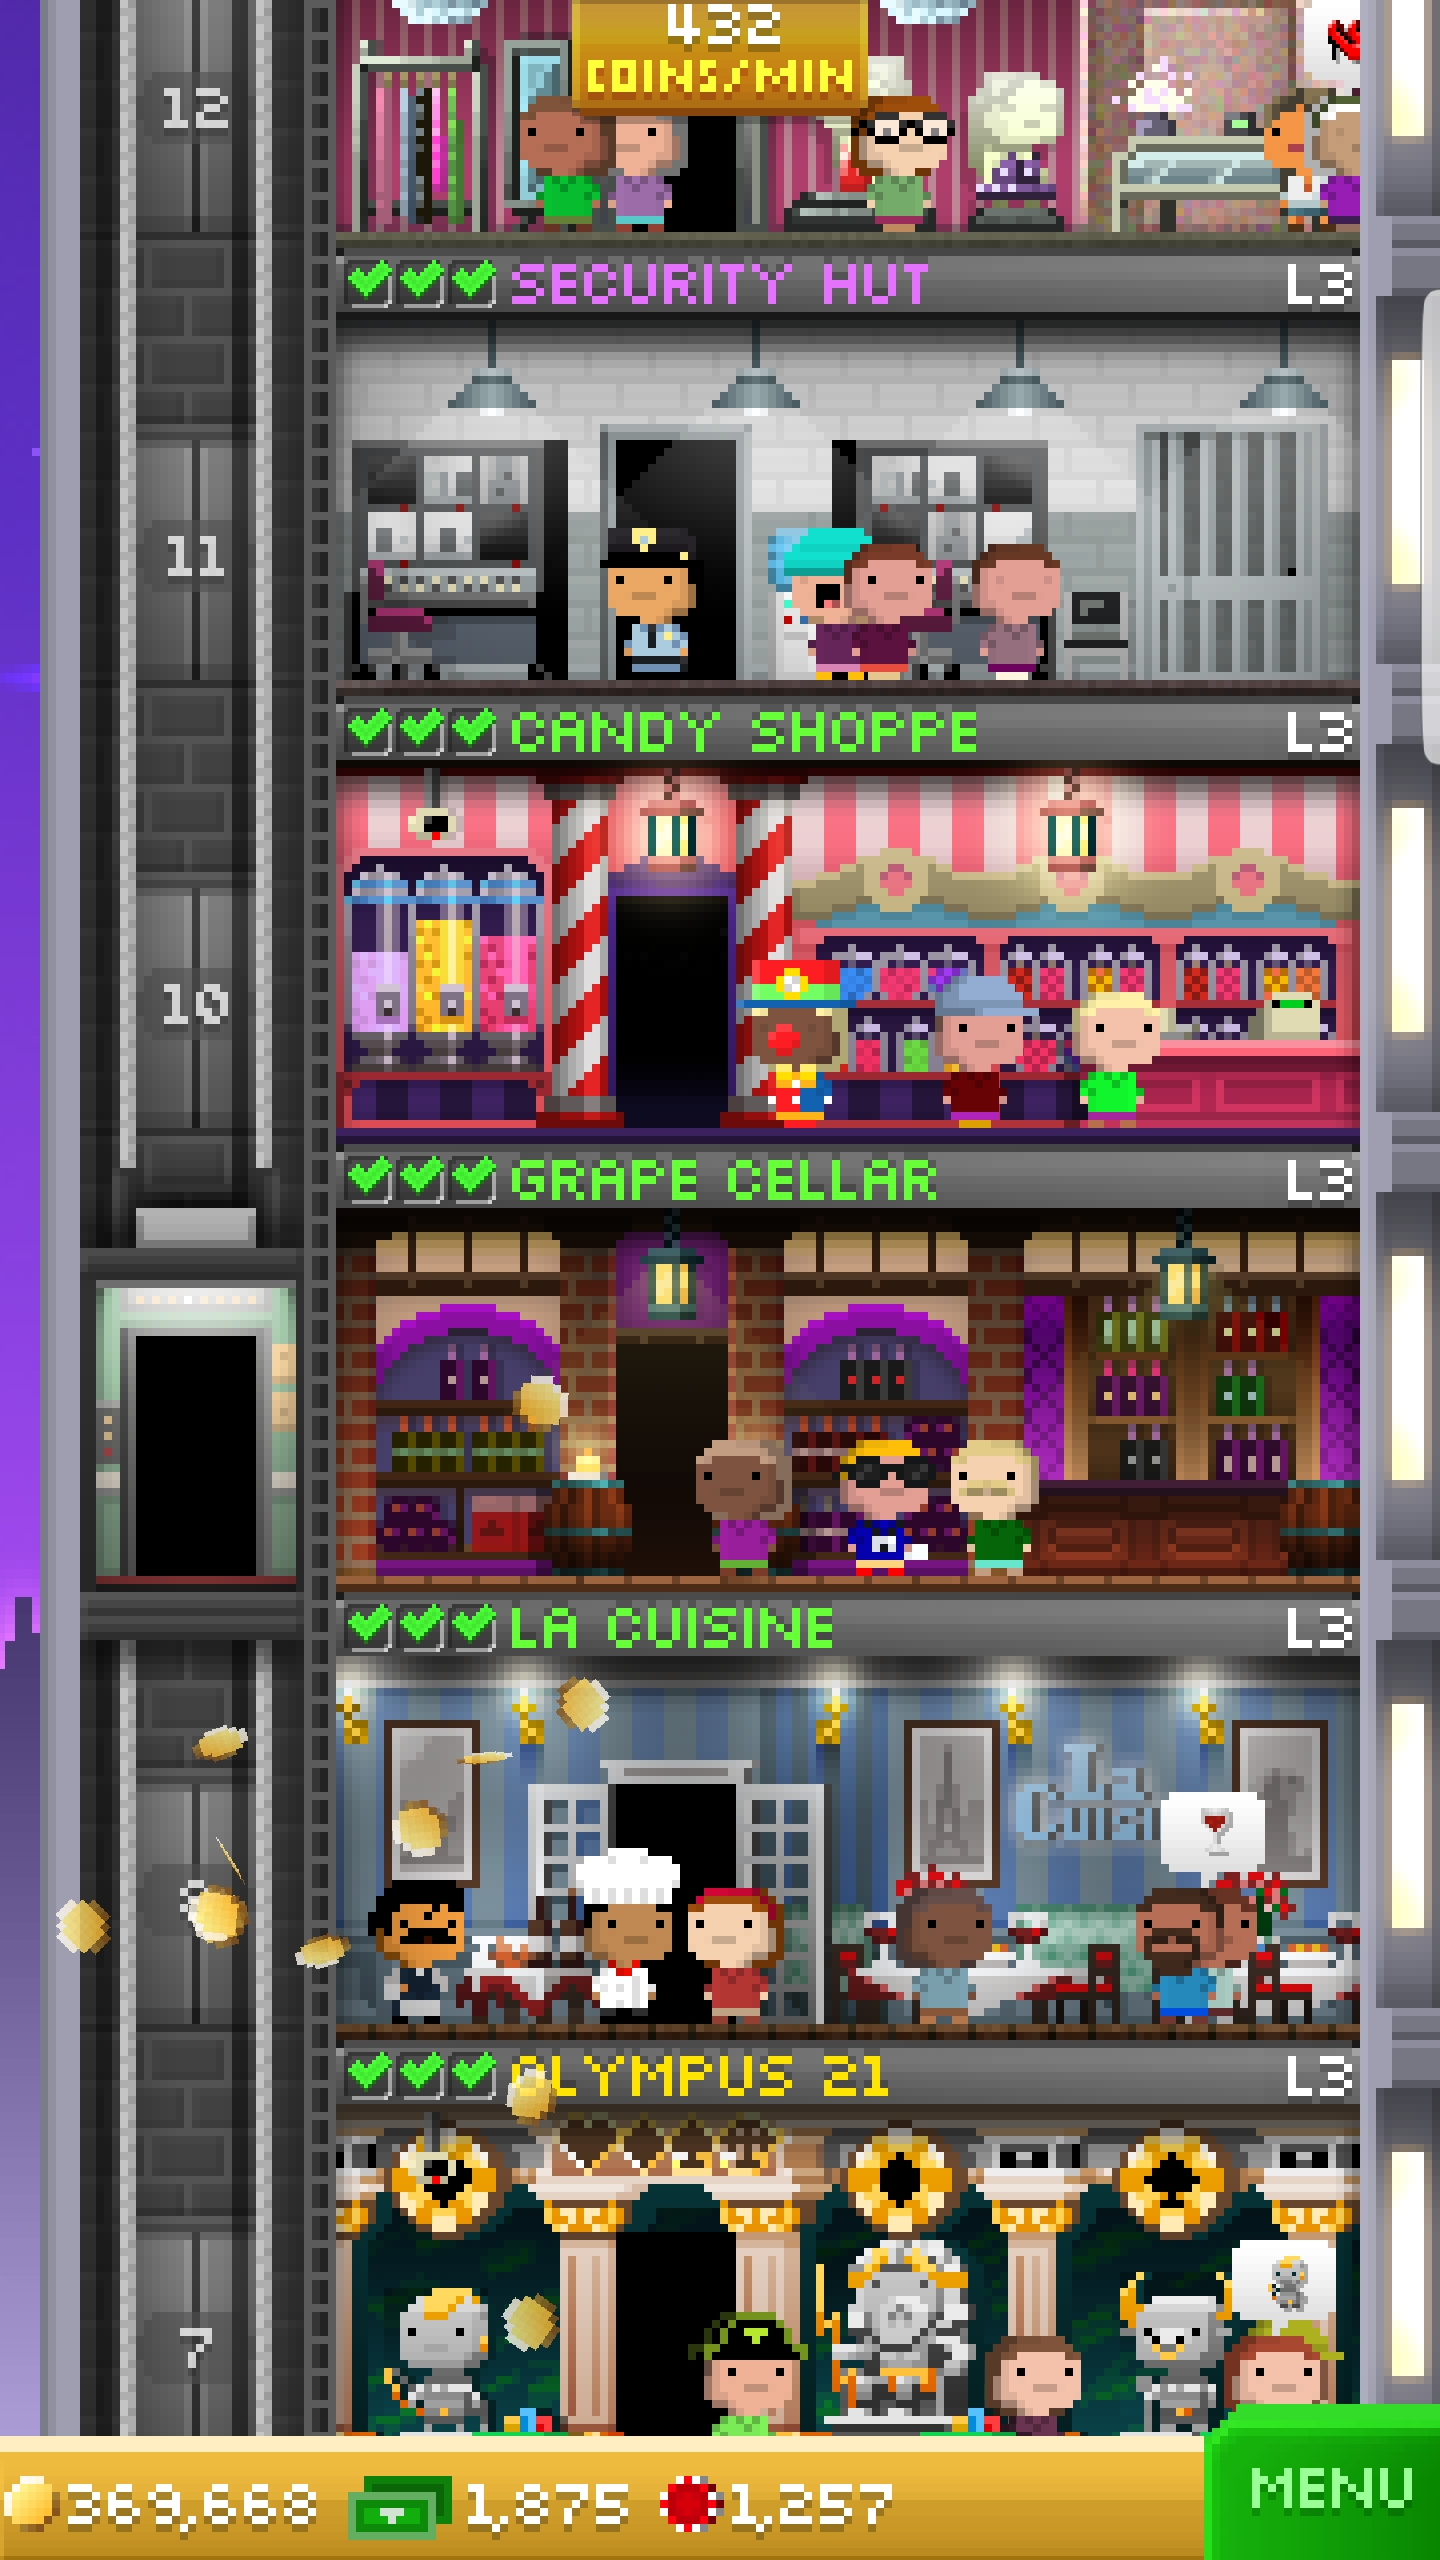 432
COINS/MIN
12
SECURITY HUT L3
11
CANDY SHOPPE L3
10
GRAPE CELLAR L3
LA CUISINE L3
La
OLYMPUS 21 L3
7
369,668 1,875 1,257 MENU